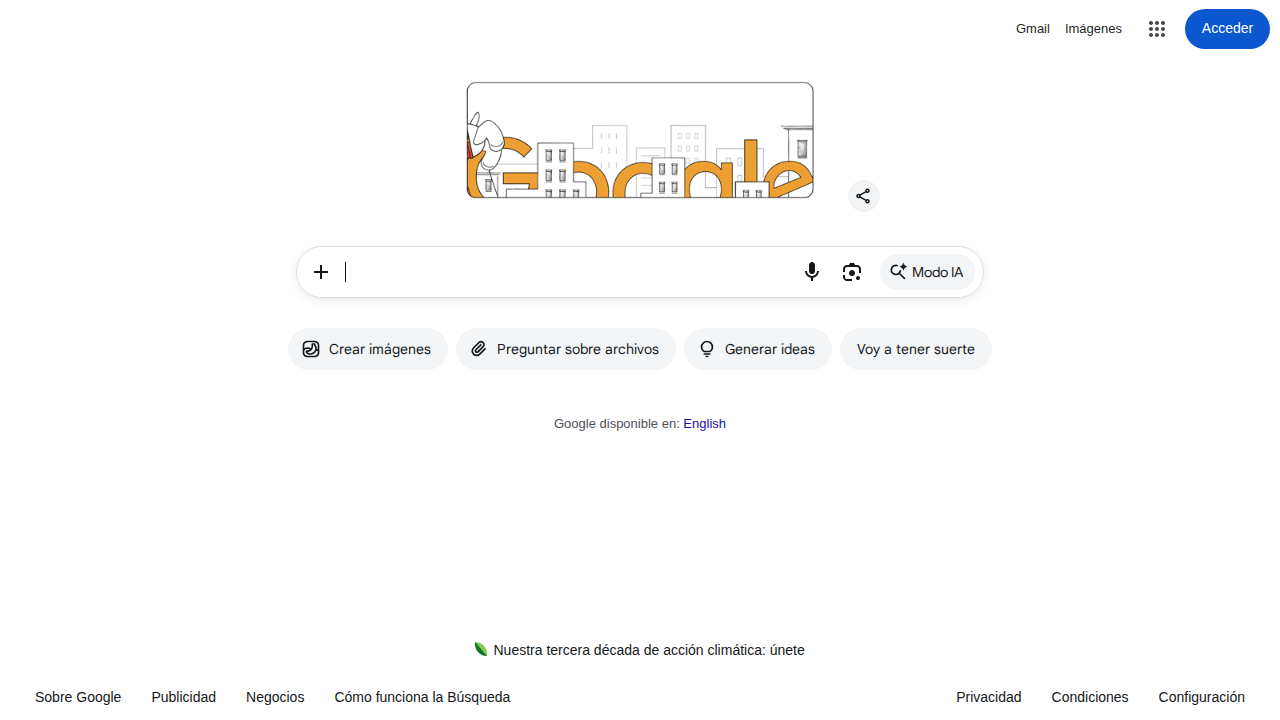 Gmail Imágenes Acceder
Google
Modo IA
Crear imágenes Preguntar sobre archivos Generar ideas Voy a tener suerte
Google disponible en: English
Nuestra tercera década de acción climática: únete
Sobre Google Publicidad Negocios Cómo funciona la Búsqueda Privacidad Condiciones Configuración